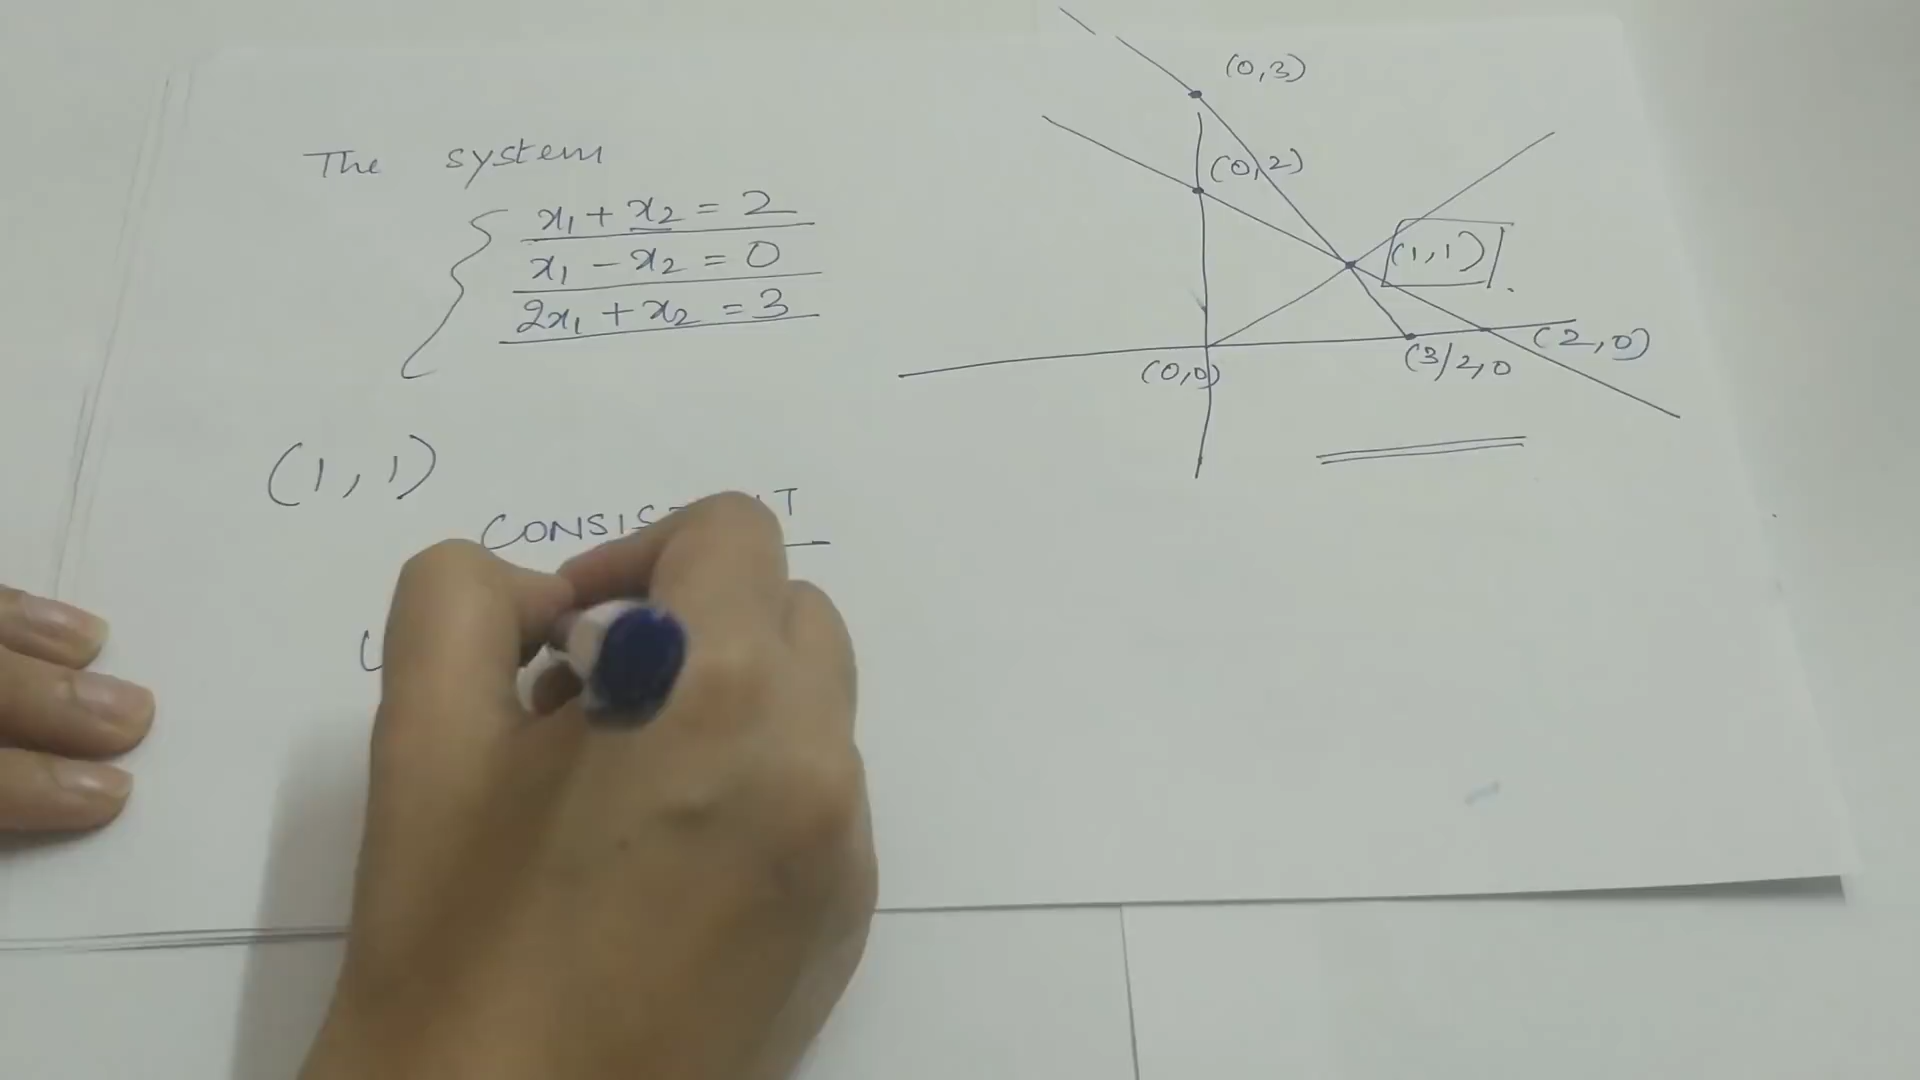 The system
x₁ + x₂ = 2
x₁ - x₂ = 0
2x₁ + x₂ = 3
(1, 1)
(0,3)
(0,2)
(1,1)
(0,0)
(3/2,0
(2,0)